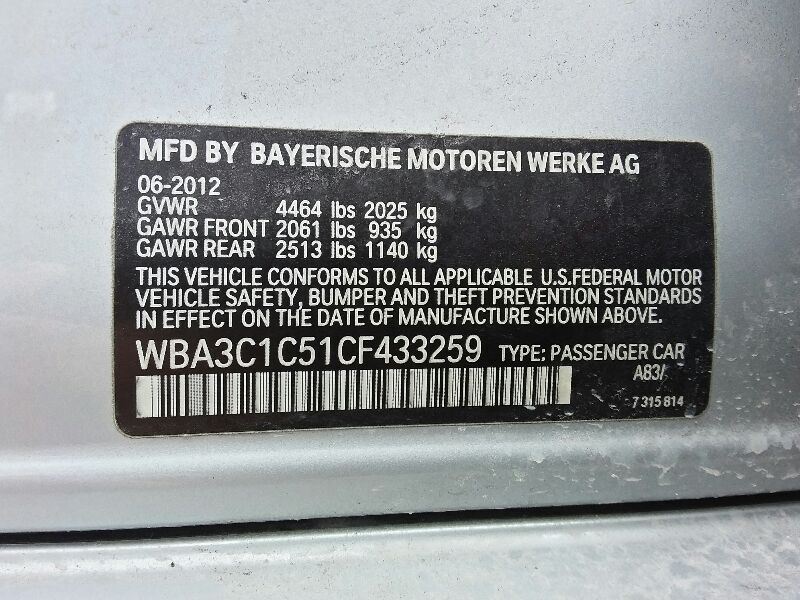 MFD BY BAYERISCHE MOTOREN WERKE AG
06-2012
GVWR 4464 lbs 2025 kg
GAWR FRONT 2061 lbs 935 kg
GAWR REAR 2513 lbs 1140 kg
THIS VEHICLE CONFORMS TO ALL APPLICABLE U.S.FEDERAL MOTOR
VEHICLE SAFETY, BUMPER AND THEFT PREVENTION STANDARDS
IN EFFECT ON THE DATE OF MANUFACTURE SHOWN ABOVE.
WBA3C1C51CF433259 TYPE: PASSENGER CAR
A83/
7 315 814